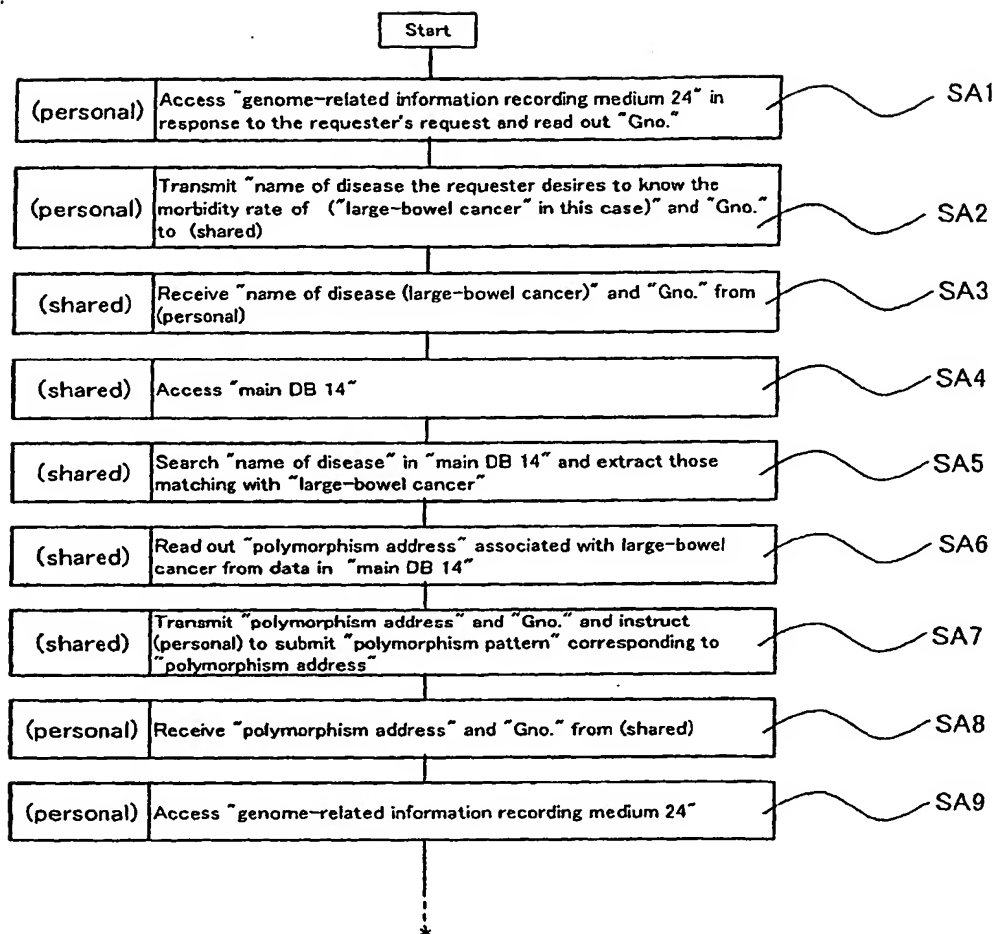 Start
(personal)
Access "genome-related information recording medium 24" in
response to the requester's request and read out "Gno."
SA1
(personal)
Transmit "name of disease the requester desires to know the
morbidity rate of ("large-bowel cancer" in this case)" and "Gno."
to (shared)
SA2
(shared)
Receive "name of disease (large-bowel cancer)" and "Gno." from
(personal)
SA3
(shared)
Access "main DB 14"
SA4
(shared)
Search "name of disease" in "main DB 14" and extract those
matching with "large-bowel cancer"
SA5
(shared)
Read out "polymorphism address" associated with large-bowel
cancer from data in "main DB 14"
SA6
(shared)
Transmit "polymorphism address" and "Gno." and instruct
(personal) to submit "polymorphism pattern" corresponding to
"polymorphism address"
SA7
(personal)
Receive "polymorphism address" and "Gno." from (shared)
SA8
(personal)
Access "genome-related information recording medium 24"
SA9
*